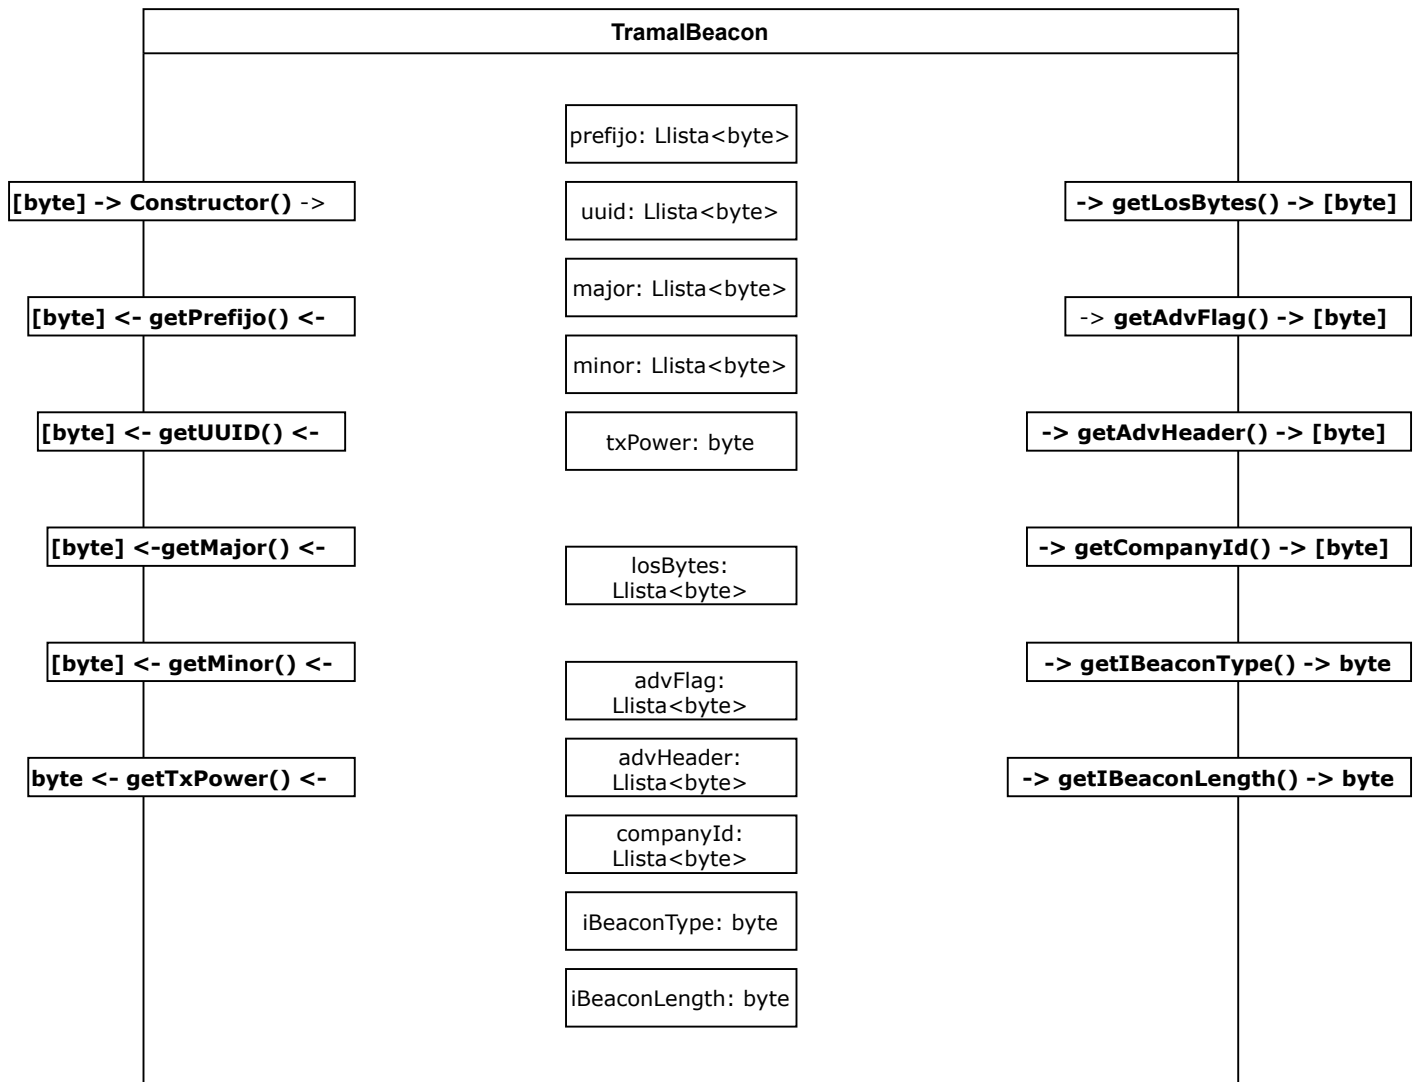 TramaIBeacon
prefijo: Llista<byte>
[byte] -> Constructor() ->
uuid: Llista<byte>
-> getLosBytes() -> [byte]
major: Llista<byte>
[byte] <- getPrefijo() <-
-> getAdvFlag() -> [byte]
minor: Llista<byte>
[byte] <- getUUID() <-
txPower: byte
-> getAdvHeader() -> [byte]
[byte] <-getMajor() <-
losBytes:
Llista<byte>
-> getCompanyId() -> [byte]
[byte] <- getMinor() <-
advFlag:
Llista<byte>
-> getIBeaconType() -> byte
byte <- getTxPower() <-
advHeader:
Llista<byte>
-> getIBeaconLength() -> byte
companyId:
Llista<byte>
iBeaconType: byte
iBeaconLength: byte